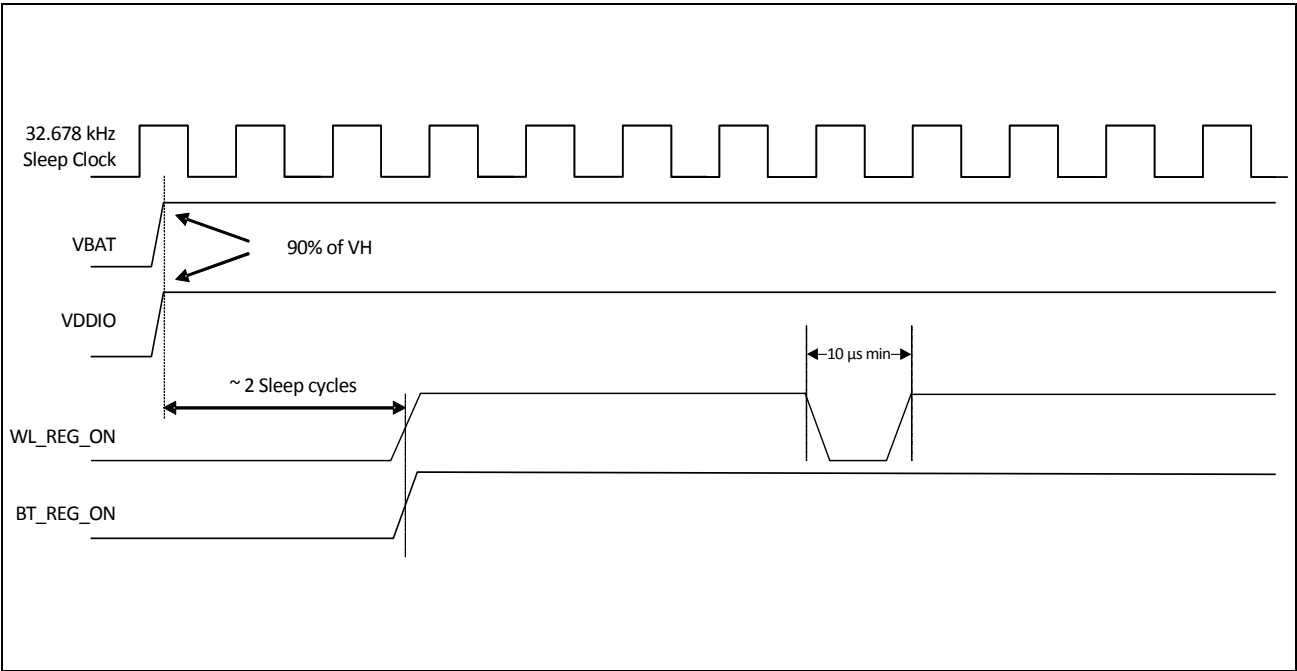 32.678 kHz
Sleep Clock
VBAT
90% of VH
VDDIO
10 µs min
~ 2 Sleep cycles
WL_REG_ON
BT_REG_ON